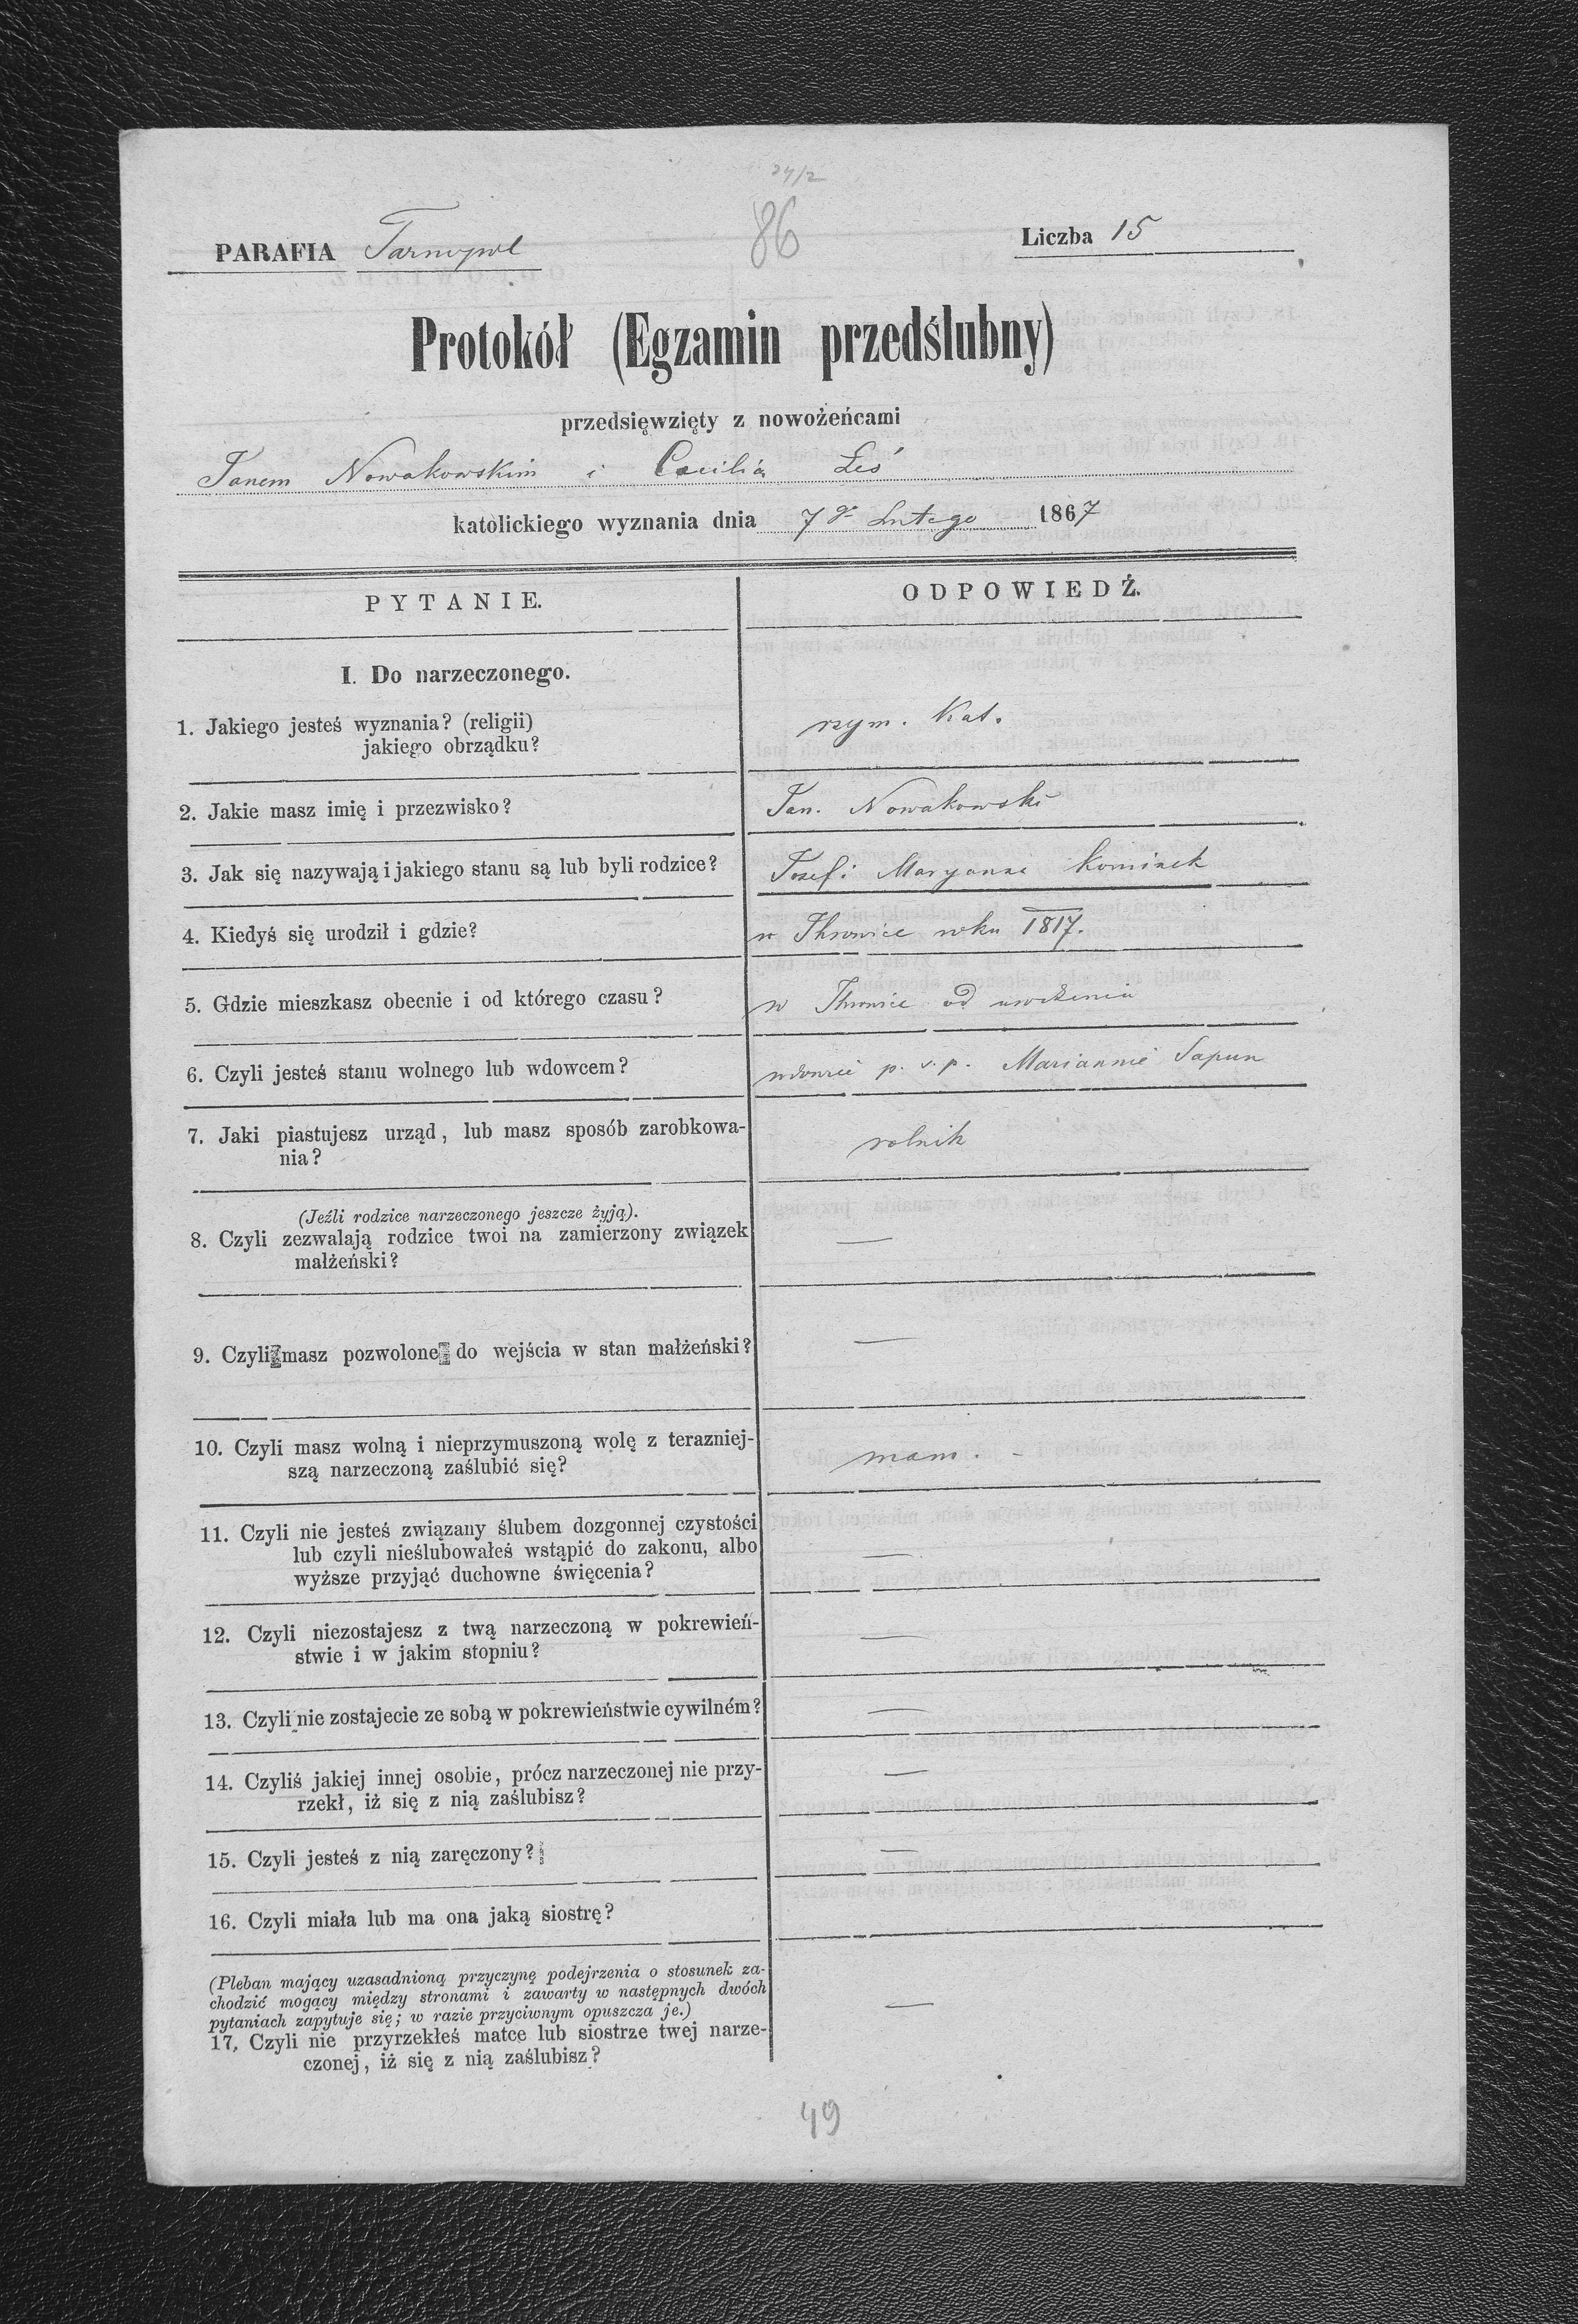 24/2
86
PARAFIA Tarnopol
Liczba 15
Protokół (Egzamin przedślubny)
przedsięwzięty z nowożeńcami
Janem Nowakowskim i Cecilią Leś
katolickiego wyznania dnia 7go Lutego 1867
PYTANIE.
ODPOWIEDŹ.
I. Do narzeczonego.
1. Jakiego jesteś wyznania? (religii)
jakiego obrządku?
rzym. Kat.
2. Jakie masz imię i przezwisko?
Jan. Nowakowski
3. Jak się nazywają i jakiego stanu są lub byli rodzice?
Josef i Maryanna Kominek
4. Kiedyś się urodził i gdzie?
w roku 1817.
5. Gdzie mieszkasz obecnie i od którego czasu?
w od urodzenia
6. Czyli jesteś stanu wolnego lub wdowcem?
p. s. p. Mariannie Sapun
7. Jaki piastujesz urząd, lub masz sposób zarobkowa-
nia?
rolnik
(Jeźli rodzice narzeczonego jeszcze żyją).
8. Czyli zezwalają rodzice twoi na zamierzony związek
małżeński?
—
9. Czyli masz pozwolone do wejścia w stan małżeński?
—
10. Czyli masz wolną i nieprzymuszoną wolę z terazniej-
szą narzeczoną zaślubić się?
mam. -
11. Czyli nie jesteś związany ślubem dozgonnej czystości
lub czyli nieślubowałeś wstąpić do zakonu, albo
wyższe przyjąć duchowne święcenia?
—
12. Czyli niezostajesz z twą narzeczoną w pokrewień-
stwie i w jakim stopniu?
—
13. Czyli nie zostajecie ze sobą w pokrewieństwie cywilném?
—
14. Czyliś jakiej innej osobie, prócz narzeczonej nie przy-
rzekł, iż się z nią zaślubisz?
—
15. Czyli jesteś z nią zaręczony?
—
16. Czyli miała lub ma ona jaką siostrę?
(Pleban mający uzasadnioną przyczynę podejrzenia o stosunek za-
chodzić mogący między stronami i zawarty w następnych dwóch
pytaniach zapytuje się; w razie przyciwnym opuszcza je.)
17. Czyli nie przyrzekłeś matce lub siostrze twej narze-
czonej, iż się z nią zaślubisz?
—
49